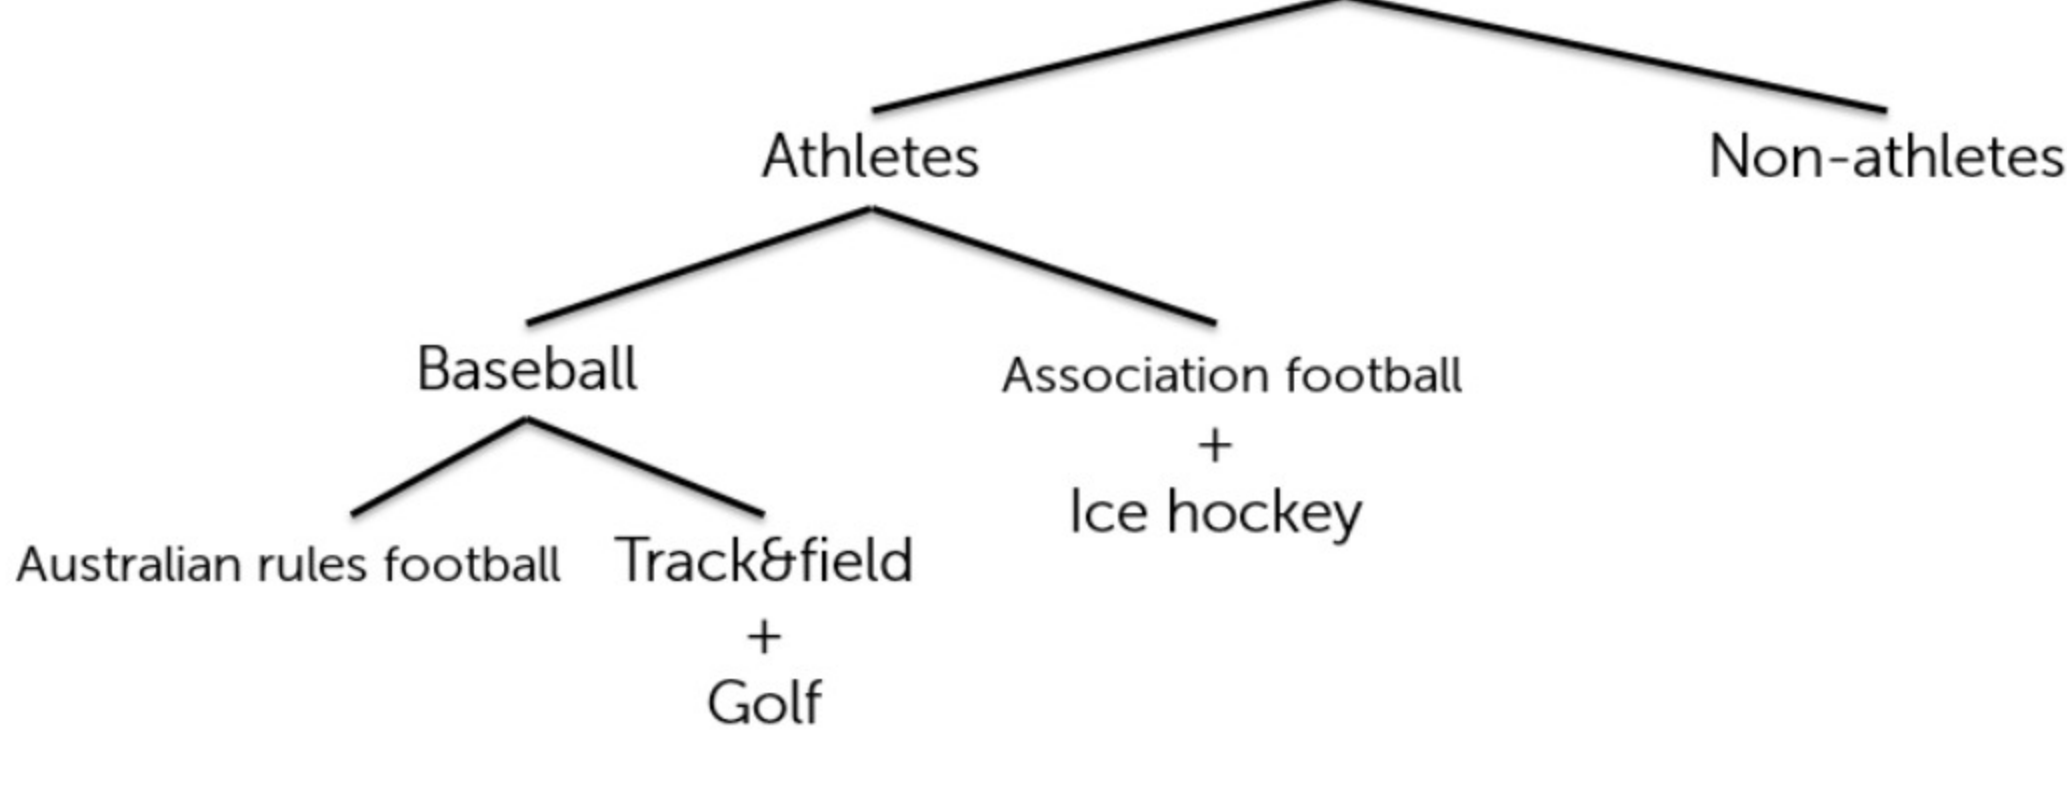 Athletes
Non-athletes
Baseball
Association football
+
Ice hockey
Australian rules football
Track&field
+
Golf